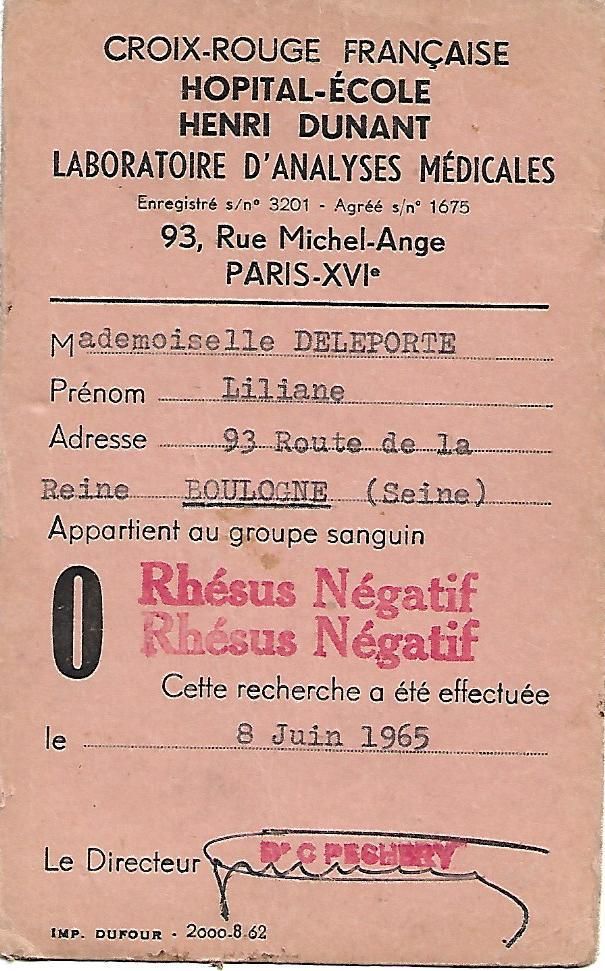 CROIX-ROUGE FRANÇAISE
HOPITAL-ÉCOLE
HENRI DUNANT
LABORATOIRE D'ANALYSES MÉDICALES
Enregistré s/n° 3201 - Agréé s/n° 1675
93, Rue Michel-Ange
PARIS-XVIe
Mademoiselle DELEPORTE
Prénom Liliane
Adresse 93 Route de la
Reine BOULOGNE (Seine)
Appartient au groupe sanguin
O Rhésus Négatif
Rhésus Négatif
Cette recherche a été effectuée
le 8 Juin 1965
Le Directeur Dr C PECHERY
IMP. DUFOUR - 2000-8-62